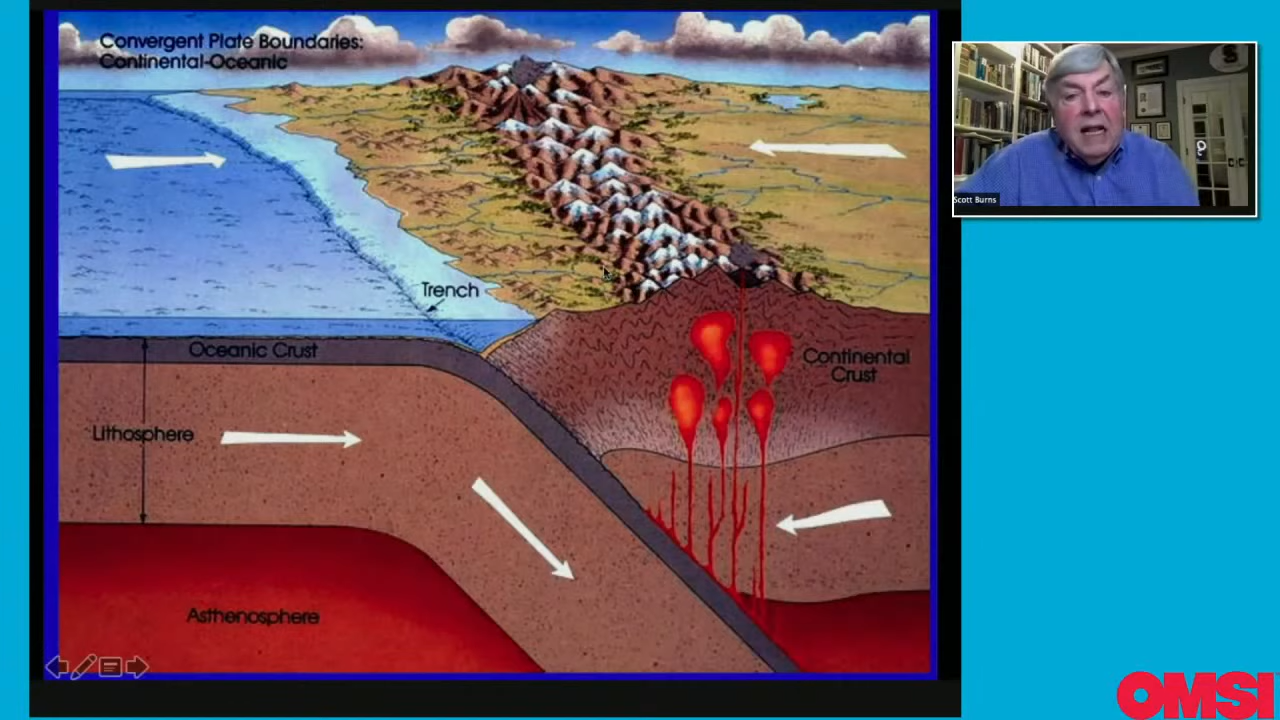 Convergent Plate Boundaries:
Continental-Oceanic
Scott Burns
Trench
Oceanic Crust
Continental
Crust
Lithosphere
Asthenosphere
OMSI